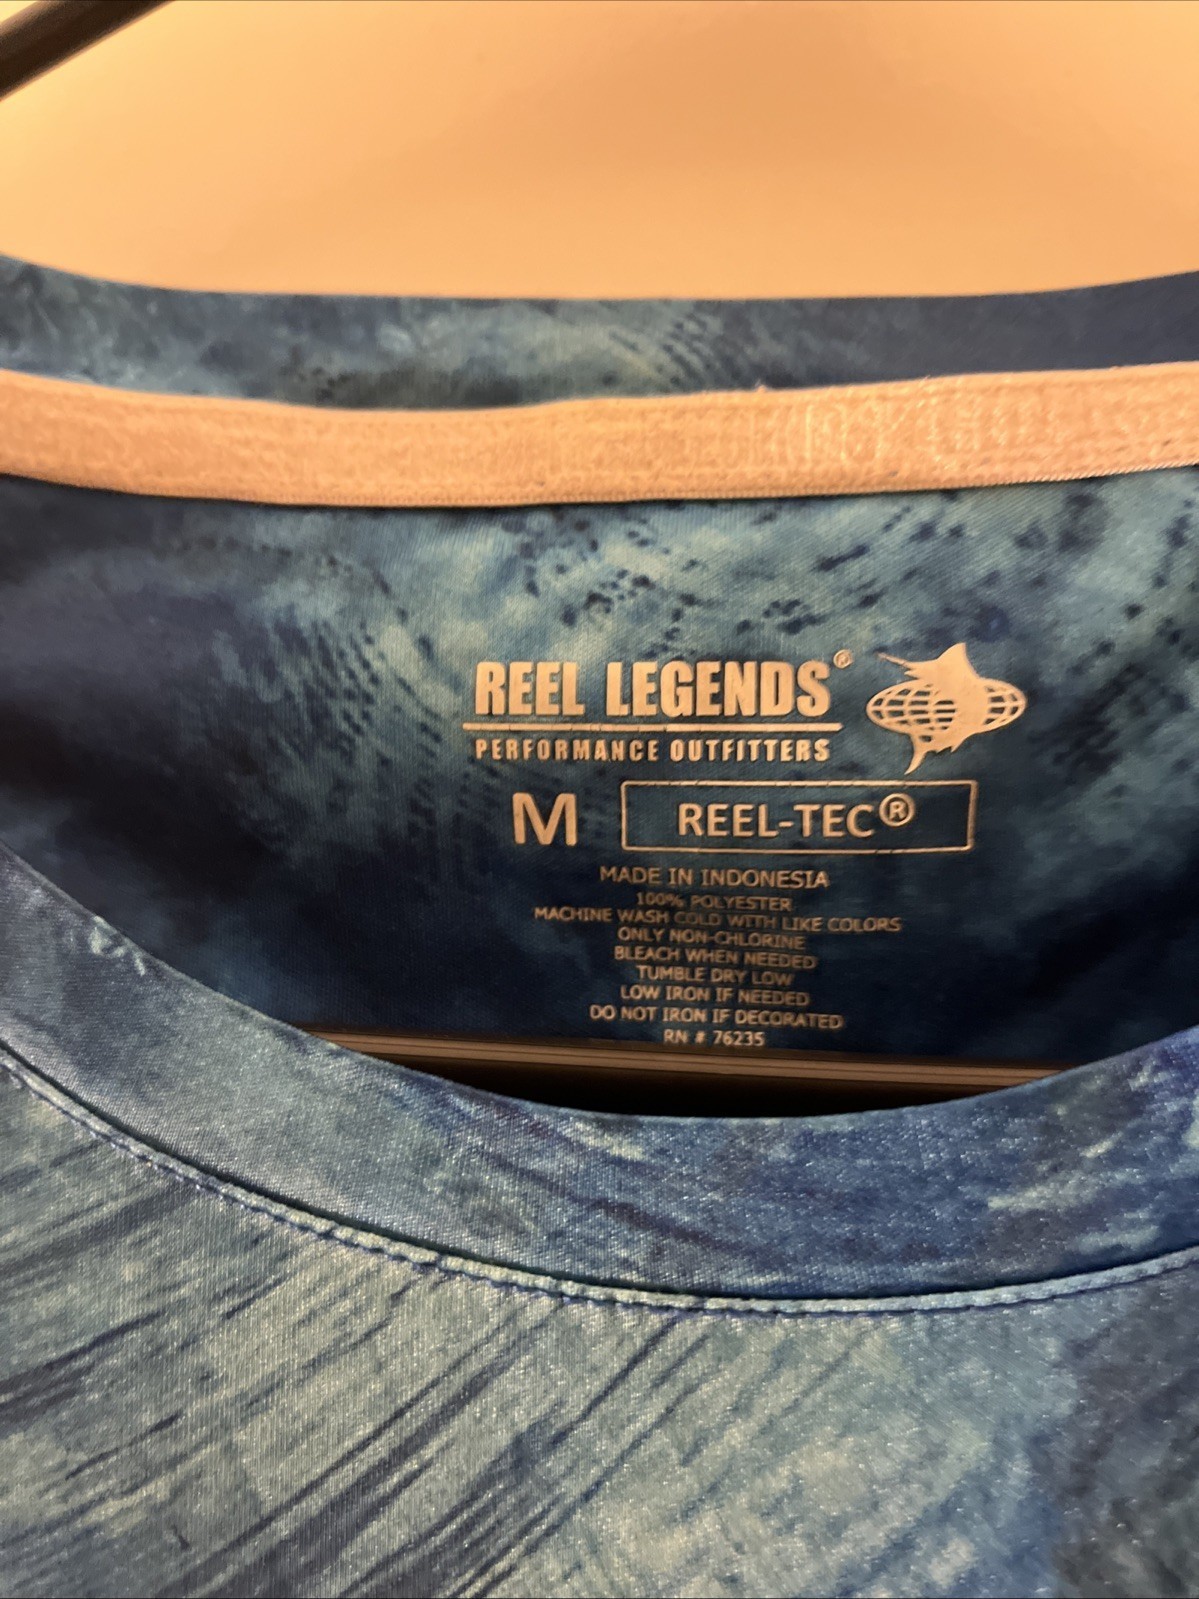 REEL LEGENDS®
PERFORMANCE OUTFITTERS
M REEL-TEC®
MADE IN INDONESIA
100% POLYESTER
MACHINE WASH COLD WITH LIKE COLORS
ONLY NON-CHLORINE
BLEACH WHEN NEEDED
TUMBLE DRY LOW
LOW IRON IF NEEDED
DO NOT IRON IF DECORATED
RN # 76235